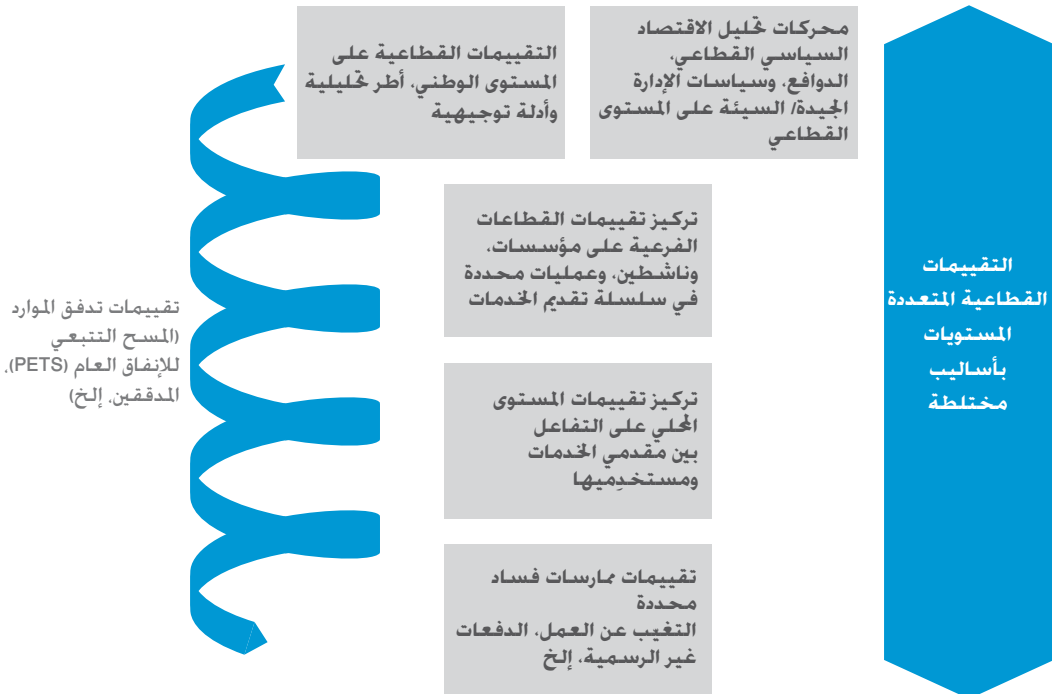 محركات تحليل الاقتصاد
السياسي القطاعي،
الدوافع، وسياسات الإدارة
الجيدة/ السيئة على المستوى
القطاعي
التقييمات القطاعية على
المستوى الوطني، أطر تحليلية
وأدلة توجيهية
تركيز تقييمات القطاعات
الفرعية على مؤسسات،
وناشطين، وعمليات محددة
في سلسلة تقديم الخدمات
تركيز تقييمات المستوى
المحلي على التفاعل
بين مقدمي الخدمات
ومستخدِميها
تقييمات ممارسات فساد
محددة
التغيّب عن العمل، الدفعات
غير الرسمية، إلخ
التقييمات
القطاعية المتعددة
المستويات
بأساليب
مختلطة
تقييمات تدفق الموارد
(المسح التتبعي
للإنفاق العام (PETS)،
المدققين، إلخ)